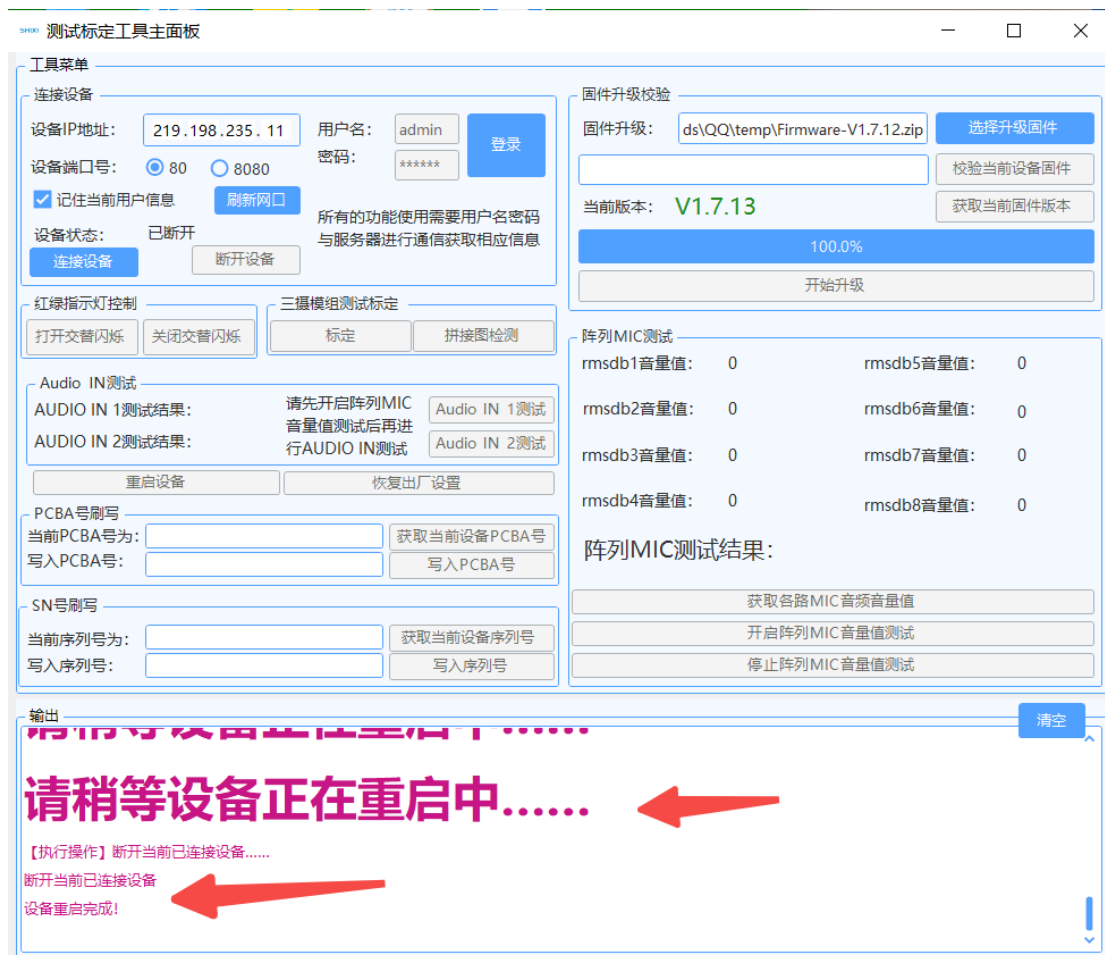 SHXO 测试标定工具主面板
工具菜单
连接设备
设备IP地址： 219.198.235. 11 用户名： admin 登录
密码： ******
设备端口号： 80 8080
记住当前用户信息 刷新网口
所有的功能使用需要用户名密码
与服务器进行通信获取相应信息
设备状态： 已断开
连接设备 断开设备
固件升级校验
固件升级： ds\QQ\temp\Firmware-V1.7.12.zip 选择升级固件
校验当前设备固件
当前版本： V1.7.13 获取当前固件版本
100.0%
开始升级
红绿指示灯控制
打开交替闪烁 关闭交替闪烁
三摄模组测试标定
标定 拼接图检测
Audio IN测试
AUDIO IN 1测试结果：
AUDIO IN 2测试结果：
请先开启阵列MIC
音量值测试后再进
行AUDIO IN测试
Audio IN 1测试
Audio IN 2测试
重启设备 恢复出厂设置
PCBA号刷写
当前PCBA号为： 获取当前设备PCBA号
写入PCBA号： 写入PCBA号
SN号刷写
当前序列号为： 获取当前设备序列号
写入序列号： 写入序列号
阵列MIC测试
rmsdb1音量值： 0 rmsdb5音量值： 0
rmsdb2音量值： 0 rmsdb6音量值： 0
rmsdb3音量值： 0 rmsdb7音量值： 0
rmsdb4音量值： 0 rmsdb8音量值： 0
阵列MIC测试结果：
获取各路MIC音频音量值
开启阵列MIC音量值测试
停止阵列MIC音量值测试
输出 清空
请稍等设备正在重启中......
请稍等设备正在重启中......
【执行操作】断开当前已连接设备......
断开当前已连接设备
设备重启完成！